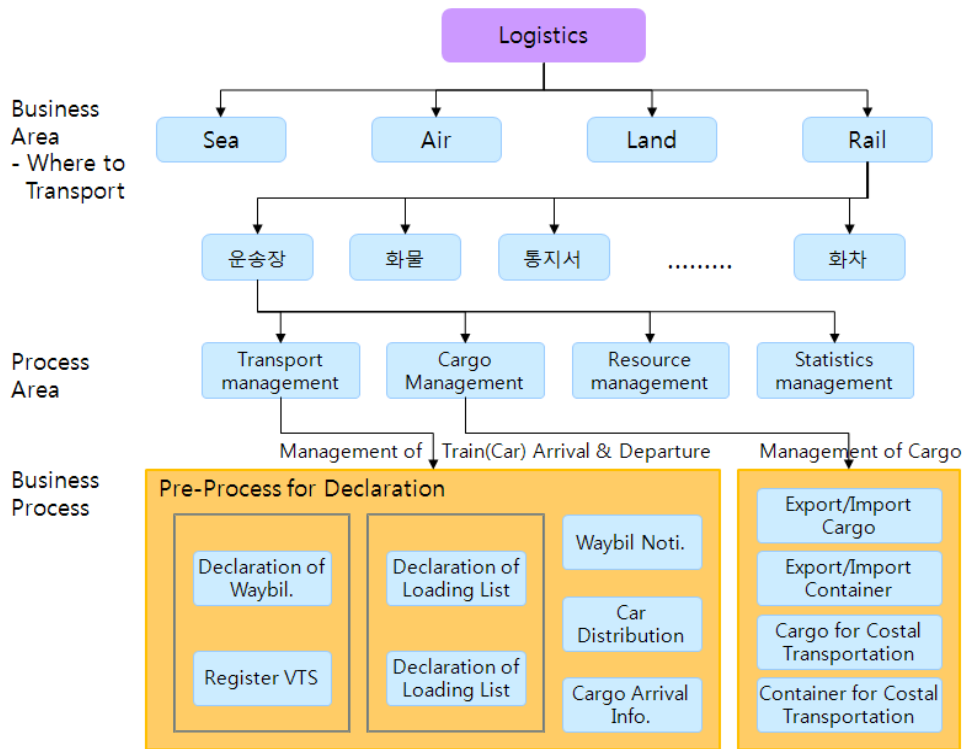 Logistics
Business
Area
- Where to
Transport
Sea
Air
Land
Rail
운송장
화물
통지서
.........
화차
Process
Area
Transport
management
Cargo
Management
Resource
management
Statistics
management
Management of Train(Car) Arrival & Departure
Management of Cargo
Business
Process
Pre-Process for Declaration
Declaration of
Waybil.
Register VTS
Declaration of
Loading List
Declaration of
Loading List
Waybil Noti.
Car
Distribution
Cargo Arrival
Info.
Export/Import
Cargo
Export/Import
Container
Cargo for Costal
Transportation
Container for Costal
Transportation